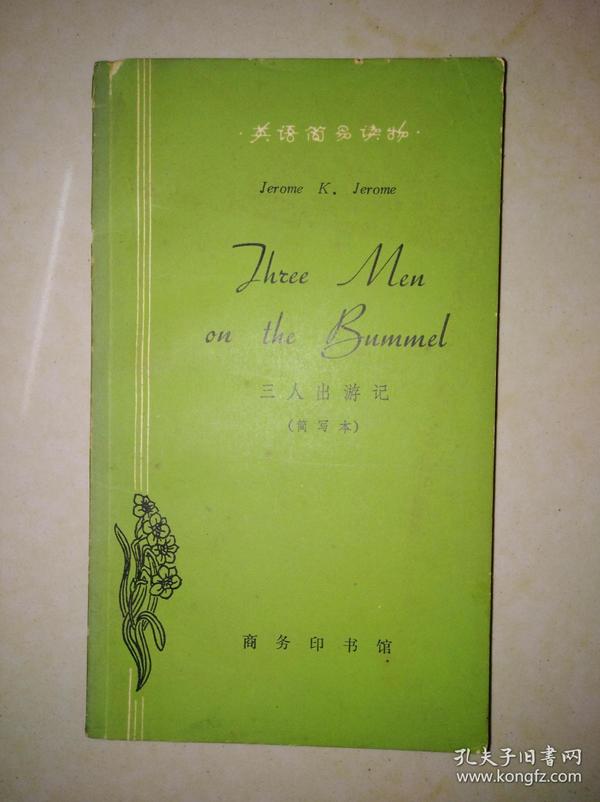 ·英语简易读物·
Jerome K. Jerome
Three Men
on the Bummel
三人出游记
(简写本)
商务印书馆
孔夫子旧书网
www.kongfz.com